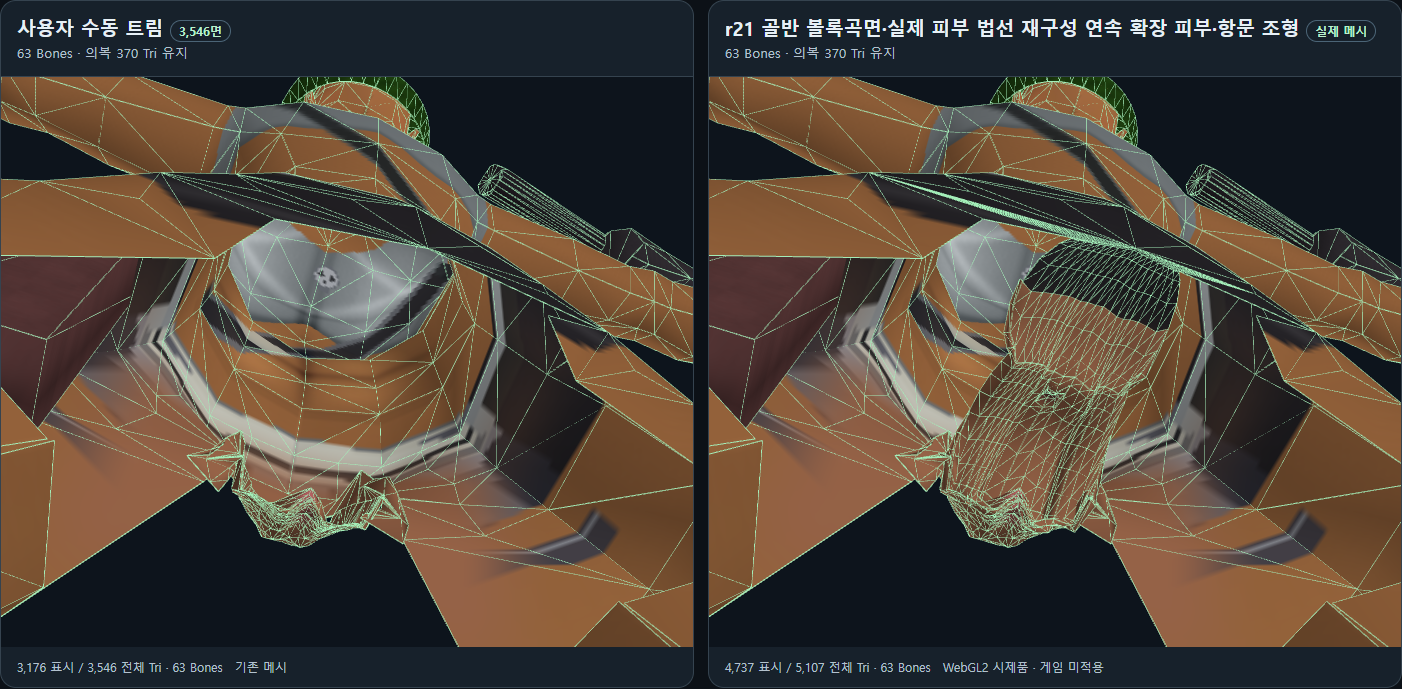 사용자 수동 트림 3,546면
63 Bones · 의복 370 Tri 유지
3,176 표시 / 3,546 전체 Tri · 63 Bones 기존 메시
r21 골반 볼록곡면·실제 피부 법선 재구성 연속 확장 피부·항문 조형 실제 메시
63 Bones · 의복 370 Tri 유지
4,737 표시 / 5,107 전체 Tri · 63 Bones WebGL2 시제품 · 게임 미적용